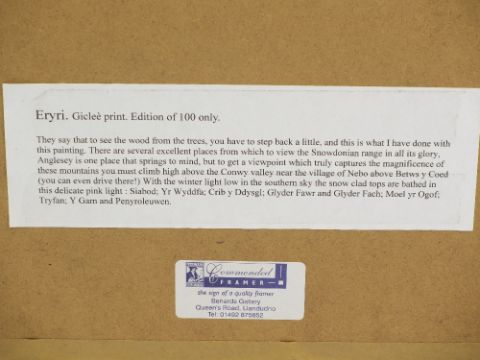 Eryri. Gicleè print. Edition of 100 only.
They say that to see the wood from the trees, you have to step back a little, and this is what I have done with
this painting. There are several excellent places from which to view the Snowdonian range in all its glory,
Anglesey is one place that springs to mind, but to get a viewpoint which truly captures the magnificence of
these mountains you must climb high above the Conwy valley near the village of Nebo above Betws y Coed
(you can even drive there!) With the winter light low in the southern sky the snow clad tops are bathed in
this delicate pink light : Siabod; Yr Wyddfa; Crib y Ddysgl; Glyder Fawr and Glyder Fach; Moel yr Ogof;
Tryfan; Y Garn and Penyroleuwen.
Commended
FRAMER
the sign of a quality framer
Benarda Gallery
Queen's Road, Llandudno
Tel: 01492 875852